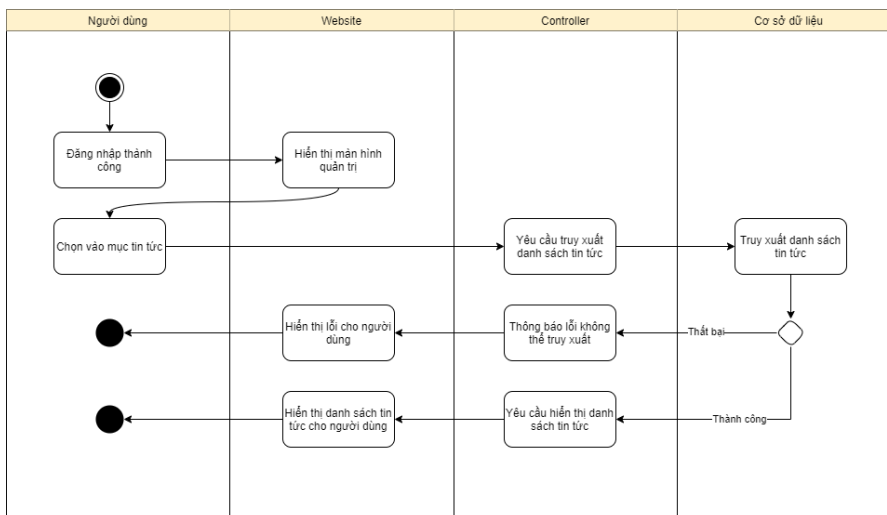 Người dùng
Website
Controller
Cơ sở dữ liệu
Đăng nhập thành
công
Hiển thị màn hình
quản trị
Chọn vào mục tin tức
Yêu cầu truy xuất
danh sách tin tức
Truy xuất danh sách
tin tức
Hiển thị lỗi cho người
dùng
Thông báo lỗi không
thể truy xuất
Thất bại
Hiển thị danh sách tin
tức cho người dùng
Yêu cầu hiển thị danh
sách tin tức
Thành công